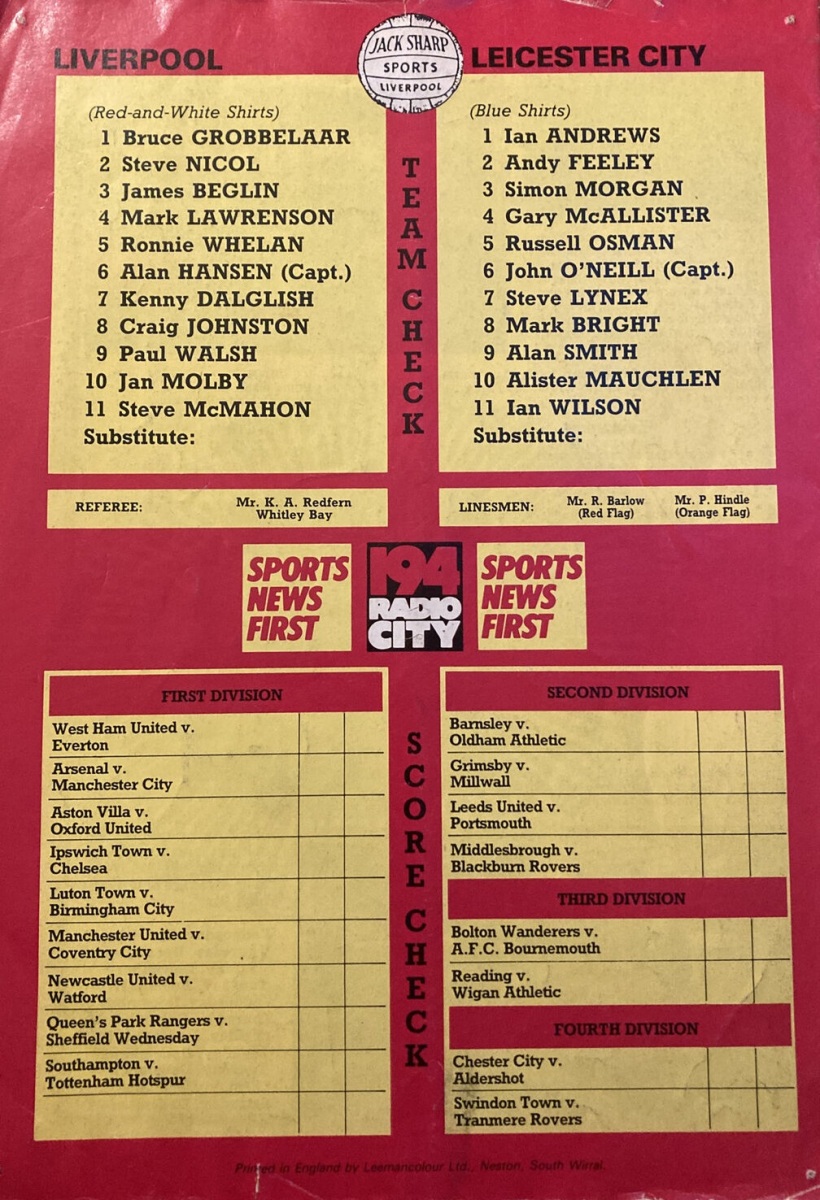 JACK SHARP
SPORTS
LIVERPOOL
LIVERPOOL
(Red-and-White Shirts)
1 Bruce GROBBELAAR
2 Steve NICOL
3 James BEGLIN
4 Mark LAWRENSON
5 Ronnie WHELAN
6 Alan HANSEN (Capt.)
7 Kenny DALGLISH
8 Craig JOHNSTON
9 Paul WALSH
10 Jan MOLBY
11 Steve McMAHON
Substitute:
TEAM CHECK
LEICESTER CITY
(Blue Shirts)
1 Ian ANDREWS
2 Andy FEELEY
3 Simon MORGAN
4 Gary McALLISTER
5 Russell OSMAN
6 John O'NEILL (Capt.)
7 Steve LYNEX
8 Mark BRIGHT
9 Alan SMITH
10 Alister MAUCHLEN
11 Ian WILSON
Substitute:
REFEREE:
Mr. K. A. Redfern
Whitley Bay
LINESMEN:
Mr. R. Barlow
(Red Flag)
Mr. P. Hindle
(Orange Flag)
SPORTS
NEWS
FIRST
194
RADIO
CITY
SPORTS
NEWS
FIRST
FIRST DIVISION
West Ham United v.
Everton
Arsenal v.
Manchester City
Aston Villa v.
Oxford United
Ipswich Town v.
Chelsea
Luton Town v.
Birmingham City
Manchester United v.
Coventry City
Newcastle United v.
Watford
Queen's Park Rangers v.
Sheffield Wednesday
Southampton v.
Tottenham Hotspur
SCORE CHECK
SECOND DIVISION
Barnsley v.
Oldham Athletic
Grimsby v.
Millwall
Leeds United v.
Portsmouth
Middlesbrough v.
Blackburn Rovers
THIRD DIVISION
Bolton Wanderers v.
A.F.C. Bournemouth
Reading v.
Wigan Athletic
FOURTH DIVISION
Chester City v.
Aldershot
Swindon Town v.
Tranmere Rovers
Printed in England by Leemancolour Ltd., Neston, South Wirral.